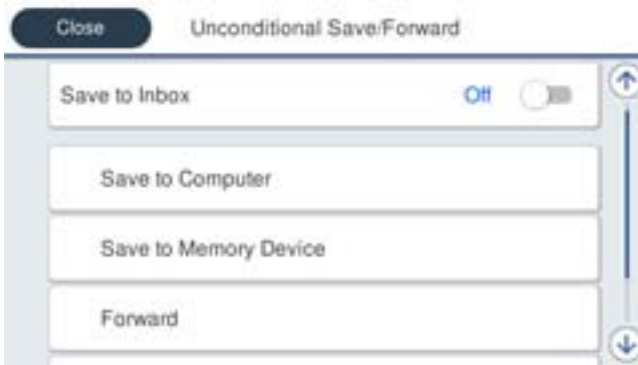 Close Unconditional Save/Forward
Save to Inbox Off
Save to Computer
Save to Memory Device
Forward